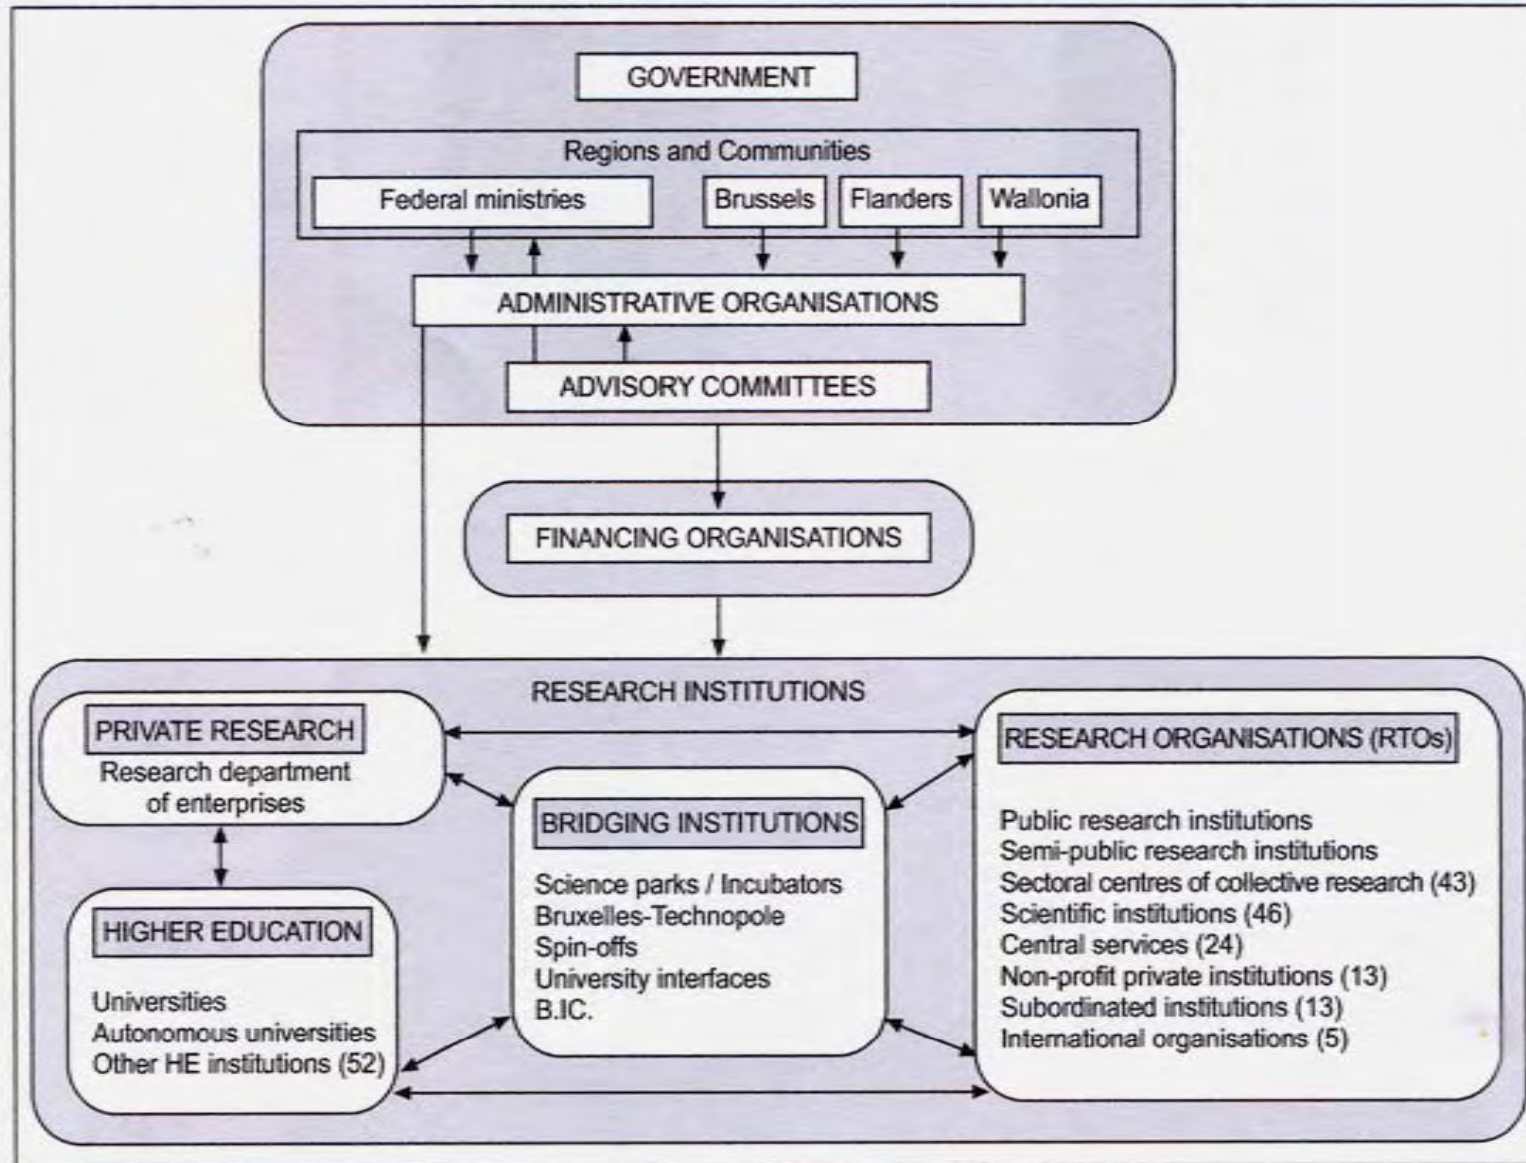 GOVERNMENT
Regions and Communities
Federal ministries
Brussels
Flanders
Wallonia
ADMINISTRATIVE ORGANISATIONS
ADVISORY COMMITTEES
FINANCING ORGANISATIONS
RESEARCH INSTITUTIONS
PRIVATE RESEARCH
Research department
of enterprises
HIGHER EDUCATION
Universities
Autonomous universities
Other HE institutions (52)
BRIDGING INSTITUTIONS
Science parks / Incubators
Bruxelles-Technopole
Spin-offs
University interfaces
B.IC.
RESEARCH ORGANISATIONS (RTOs)
Public research institutions
Semi-public research institutions
Sectoral centres of collective research (43)
Scientific institutions (46)
Central services (24)
Non-profit private institutions (13)
Subordinated institutions (13)
International organisations (5)